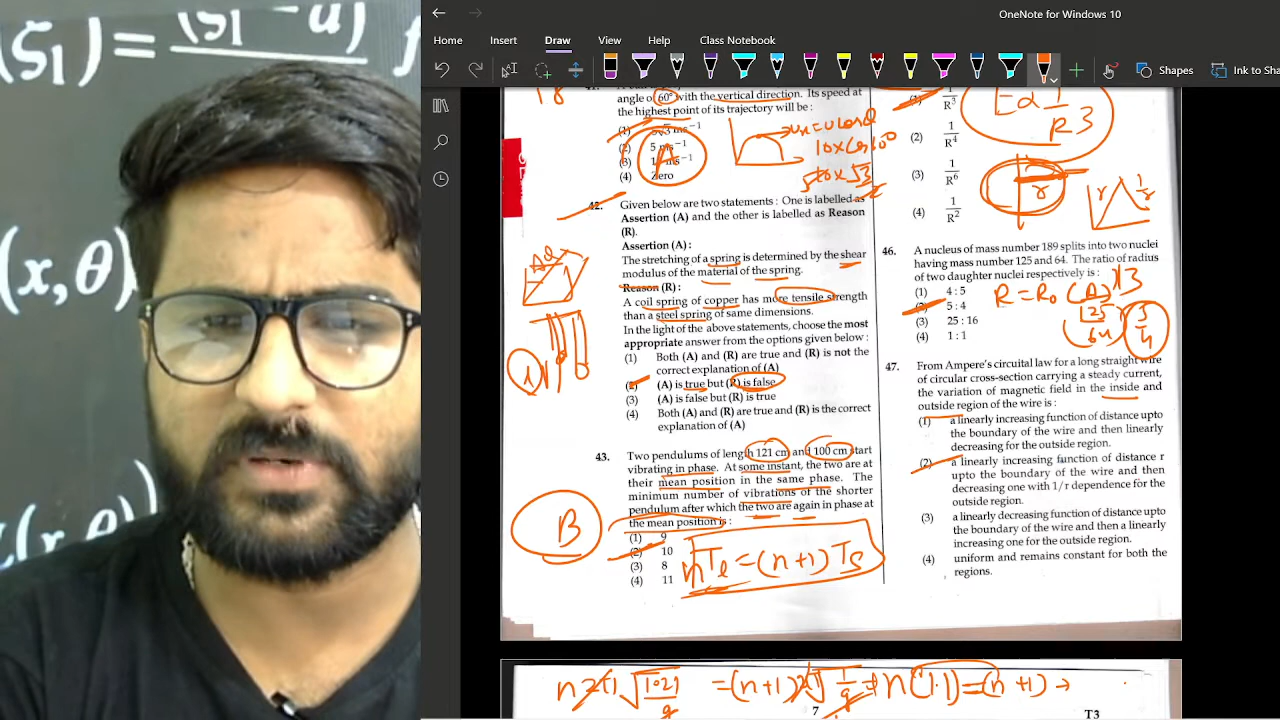 (ζ₁) = (ζ₁ - a)
(x, θ)
OneNote for Windows 10
Home Insert Draw View Help Class Notebook
Shapes Ink to Sha
angle o 60° with the vertical direction. Its speed at
the highest point of its trajectory will be :
(2) 5 ms⁻¹
(3)
(4) Zero
A
10 x Cos 60°
42. Given below are two statements : One is labelled as
Assertion (A) and the other is labelled as Reason
(R).
Assertion (A) :
The stretching of a spring is determined by the shear
modulus of the material of the spring.
Reason (R) :
A coil spring of copper has more tensile strength
than a steel spring of same dimensions.
In the light of the above statements, choose the most
appropriate answer from the options given below :
(1) Both (A) and (R) are true and (R) is not the
correct explanation of (A)
(2) (A) is true but (R) is false
(3) (A) is false but (R) is true
(4) Both (A) and (R) are true and (R) is the correct
explanation of (A)
43. Two pendulums of length 121 cm and 100 cm start
vibrating in phase. At some instant, the two are at
their mean position in the same phase. The
minimum number of vibrations of the shorter
pendulum after which the two are again in phase at
the mean position is :
(1) 9
(2) 10
(3) 8
(4) 11
B
nTℓ = (n+1) Ts
(1) 1/R³
(2) 1/R⁴
(3) 1/R⁶
(4) 1/R²
E α 1/R3
r
r 1/r
46. A nucleus of mass number 189 splits into two nuclei
having mass number 125 and 64. The ratio of radius
of two daughter nuclei respectively is :
(1) 4 : 5
(2) 5 : 4
(3) 25 : 16
(4) 1 : 1
R = R₀ (A)^1/3
47. From Ampere's circuital law for a long straight wire
of circular cross-section carrying a steady current,
the variation of magnetic field in the inside and
outside region of the wire is :
(1) a linearly increasing function of distance upto
the boundary of the wire and then linearly
decreasing for the outside region.
(2) a linearly increasing function of distance r
upto the boundary of the wire and then
decreasing one with 1/r dependence for the
outside region.
(3) a linearly decreasing function of distance upto
the boundary of the wire and then a linearly
increasing one for the outside region.
(4) uniform and remains constant for both the
regions.
7
T3